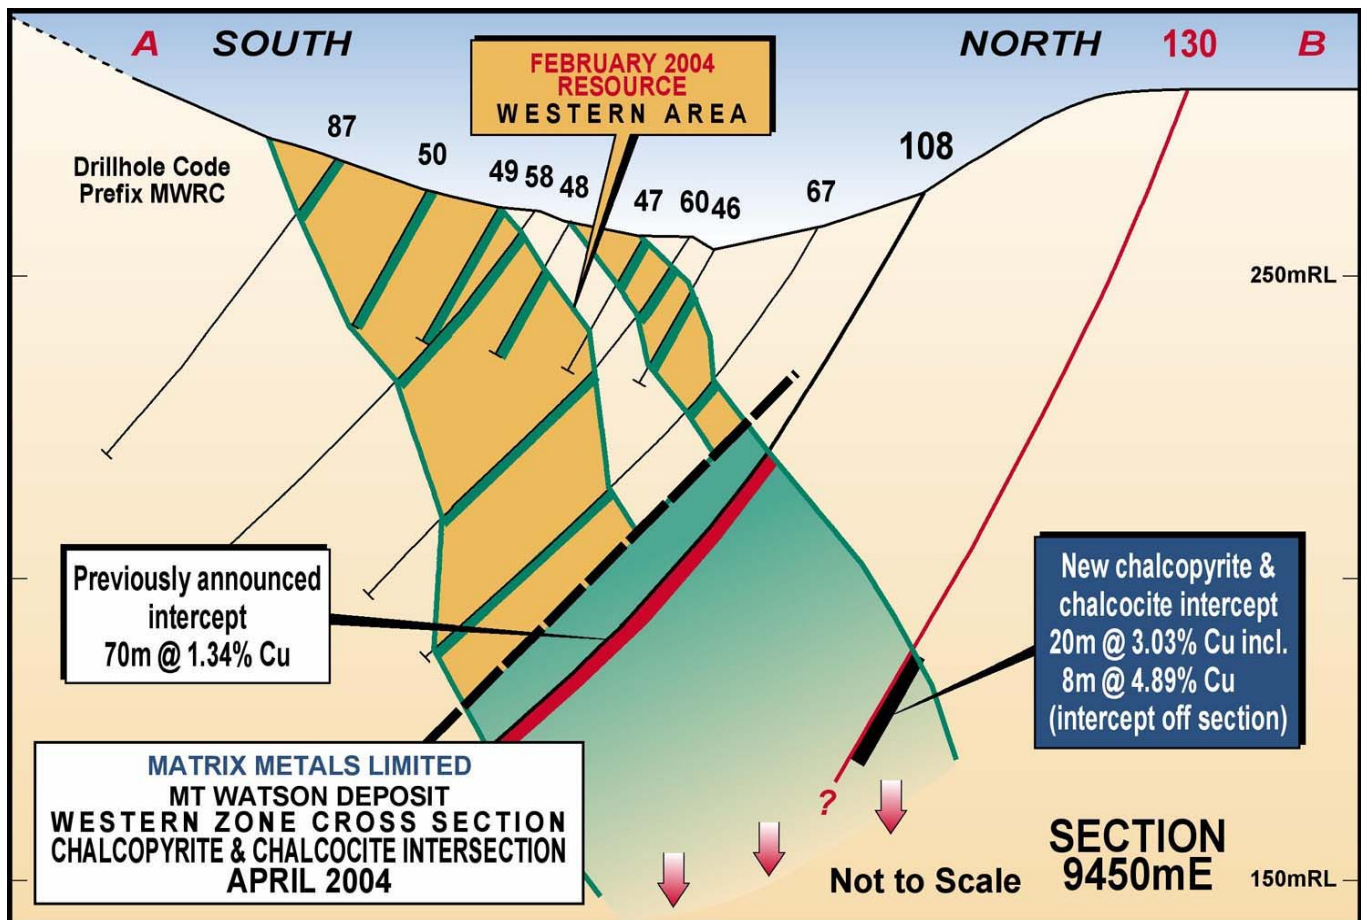 A SOUTH
NORTH 130 B
FEBRUARY 2004
RESOURCE
WESTERN AREA
87
50
49
58
48
47
60
46
67
108
Drillhole Code
Prefix MWRC
250mRL
Previously announced
intercept
70m @ 1.34% Cu
New chalcopyrite &
chalcocite intercept
20m @ 3.03% Cu incl.
8m @ 4.89% Cu
(intercept off section)
MATRIX METALS LIMITED
MT WATSON DEPOSIT
WESTERN ZONE CROSS SECTION
CHALCOPYRITE & CHALCOCITE INTERSECTION
APRIL 2004
?
Not to Scale
SECTION
9450mE
150mRL